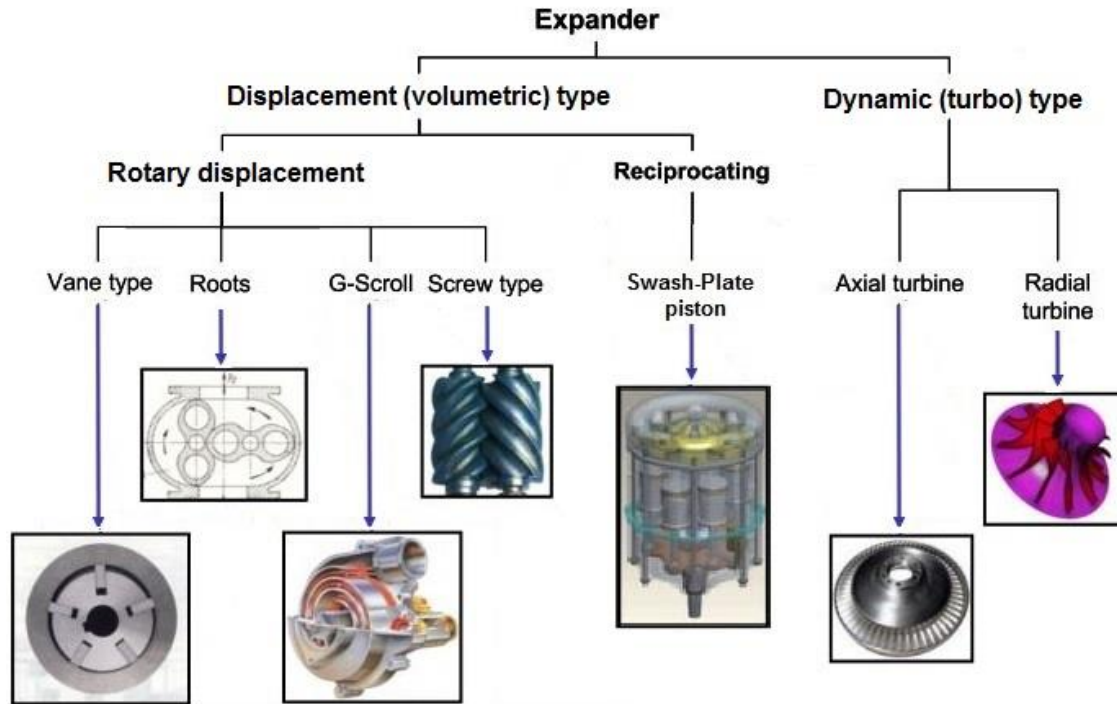 Expander
Displacement (volumetric) type
Dynamic (turbo) type
Rotary displacement
Reciprocating
Vane type
Roots
G-Scroll
Screw type
Swash-Plate
piston
Axial turbine
Radial
turbine